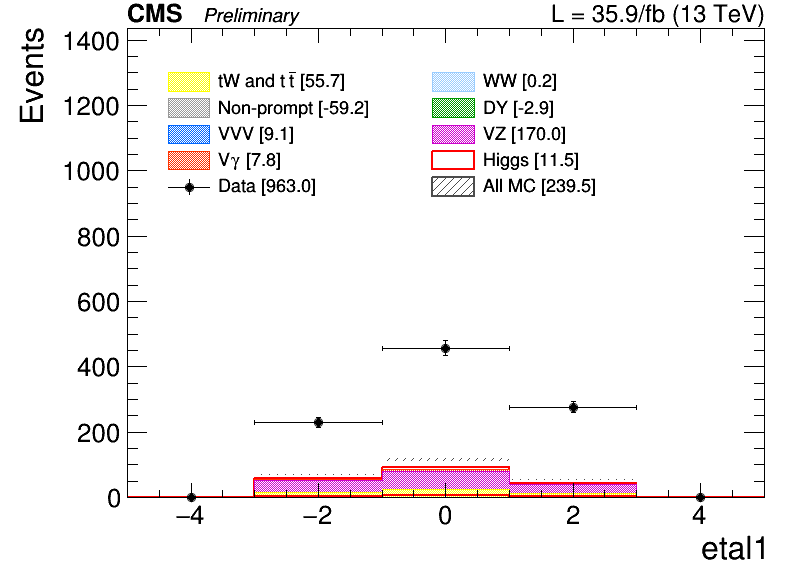 CMS Preliminary L = 35.9/fb (13 TeV)
Events
1400
1200
1000
800
600
400
200
0
tW and t t̅ [55.7]
Non-prompt [-59.2]
VVV [9.1]
Vγ [7.8]
Data [963.0]
WW [0.2]
DY [-2.9]
VZ [170.0]
Higgs [11.5]
All MC [239.5]
−4 −2 0 2 4
etal1